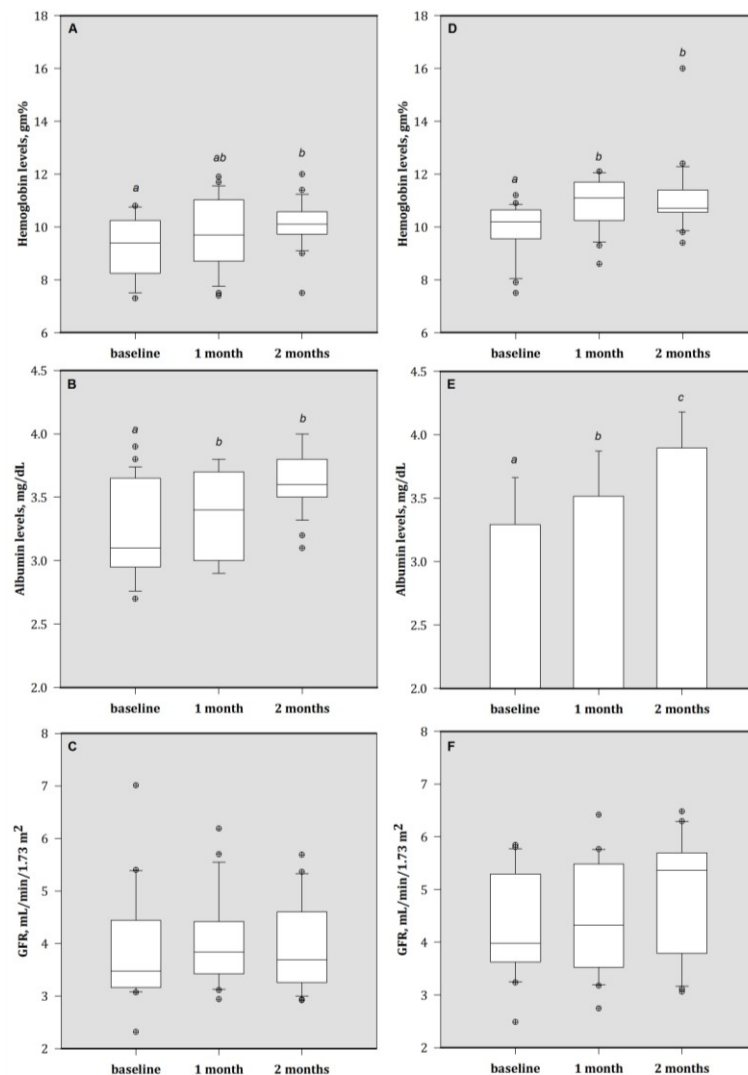 A
Hemoglobin levels, gm%
18
16
14
12
10
8
6
a
ab
b
baseline
1 month
2 months
D
Hemoglobin levels, gm%
18
16
14
12
10
8
6
a
b
b
baseline
1 month
2 months
B
Albumin levels, mg/dL
4.5
4.0
3.5
3.0
2.5
2.0
a
b
b
baseline
1 month
2 months
E
Albumin levels, mg/dL
4.5
4.0
3.5
3.0
2.5
2.0
a
b
c
baseline
1 month
2 months
C
GFR, mL/min/1.73 m²
8
7
6
5
4
3
2
baseline
1 month
2 months
F
GFR, mL/min/1.73 m²
8
7
6
5
4
3
2
baseline
1 month
2 months